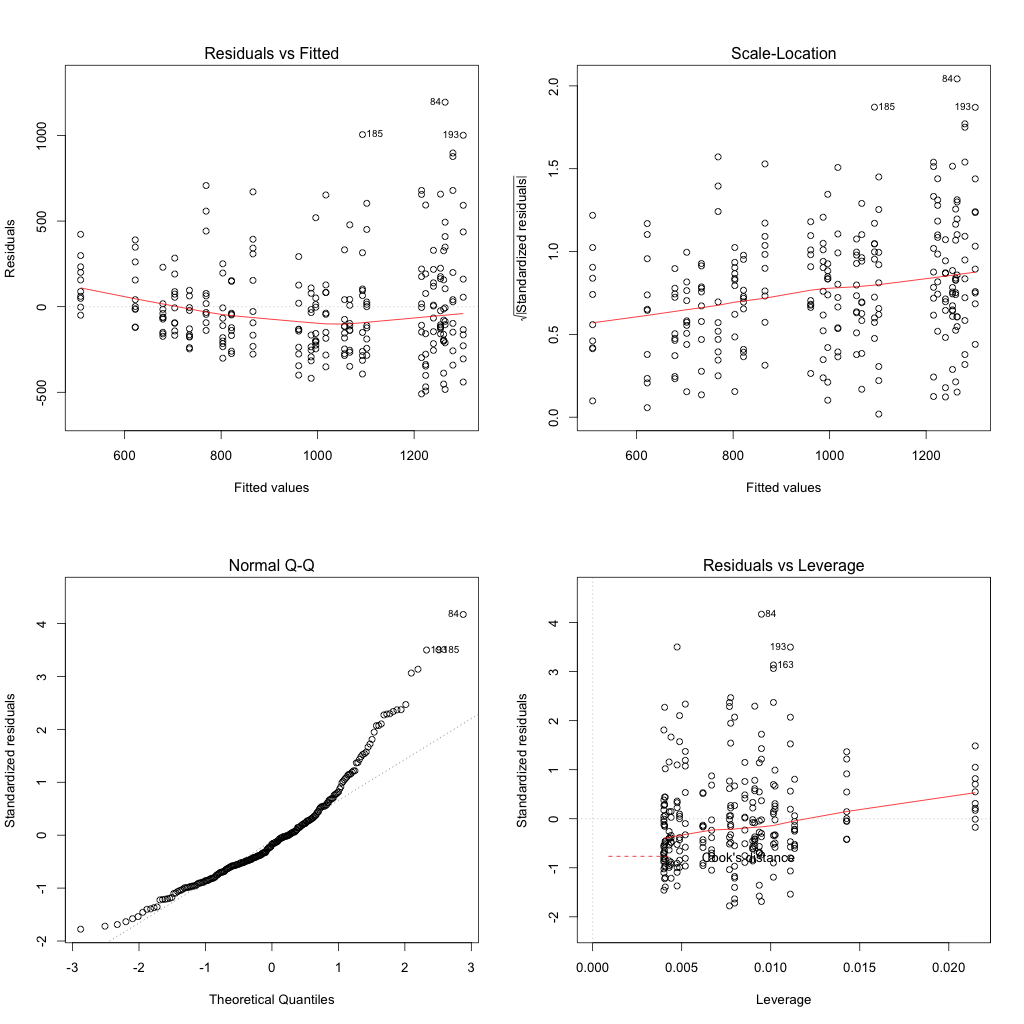 Residuals vs Fitted
Residuals
1000
500
0
-500
84
185
193
600 800 1000 1200
Fitted values
Scale-Location
√|Standardized residuals|
2.0
1.5
1.0
0.5
0.0
84
185
193
600 800 1000 1200
Fitted values
Normal Q-Q
Standardized residuals
4
3
2
1
0
-1
-2
84
193
185
-3 -2 -1 0 1 2 3
Theoretical Quantiles
Residuals vs Leverage
Standardized residuals
4
3
2
1
0
-1
-2
84
193
163
Cook's distance
0.000 0.005 0.010 0.015 0.020
Leverage